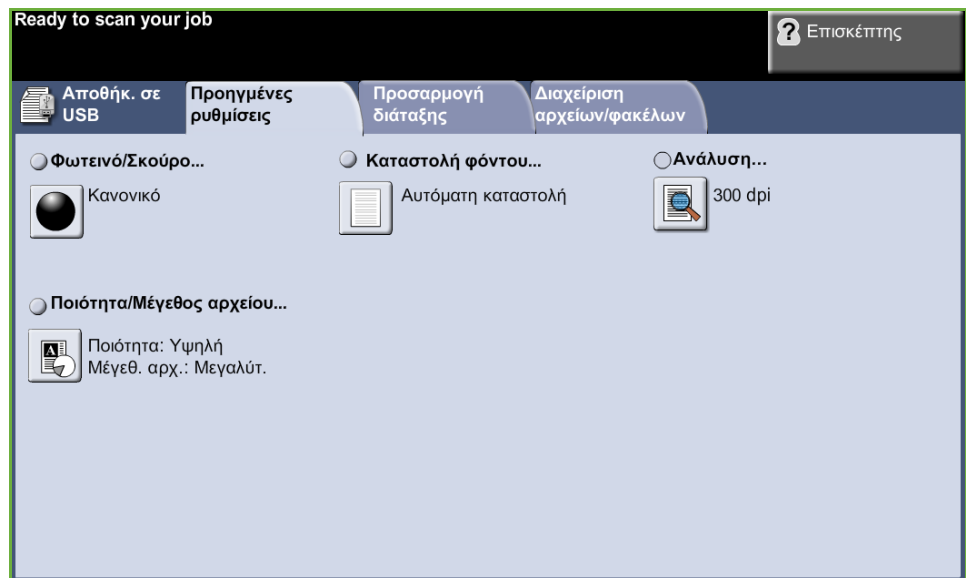 Ready to scan your job
? Επισκέπτης
Αποθήκ. σε
USB
Προηγμένες
ρυθμίσεις
Προσαρμογή
διάταξης
Διαχείριση
αρχείων/φακέλων
Φωτεινό/Σκούρο...
Κανονικό
Καταστολή φόντου...
Αυτόματη καταστολή
Ανάλυση...
300 dpi
Ποιότητα/Μέγεθος αρχείου...
Ποιότητα: Υψηλή
Μέγεθ. αρχ.: Μεγαλύτ.